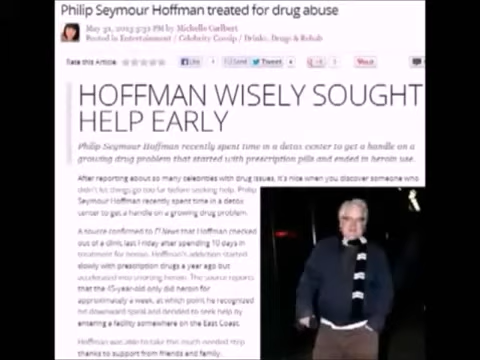 Philip Seymour Hoffman treated for drug abuse
May 31, 2013 3:32 PM by Michelle
Posted in Entertainment / Celebrity Gossip / Drinks, Drugs & Rehab
Rate this Article
Like
Send
Tweet
HOFFMAN WISELY SOUGHT
HELP EARLY
Philip Seymour Hoffman recently spent time in a detox center to get a handle on a
growing drug problem that started with prescription pills and ended in heroin use.
After reporting about so many celebrities with drug issues, it's nice when you discover someone who
didn't let things go too far before seeking help. Philip
Seymour Hoffman recently spent time in a detox
center to get a handle on a growing drug problem.
A source confirmed to News that Hoffman checked
out of a clinic last Friday after spending 10 days in
treatment for heroin. Hoffman's addiction started
slowly with prescription drugs a year ago but
accelerated into snorting heroin. The source reports
that the 45-year-old only did heroin for
approximately a week, at which point he recognized
his downward spiral and decided to seek help by
entering a facility somewhere on the East Coast.
Hoffman was able to take this much needed step
thanks to support from friends and family.